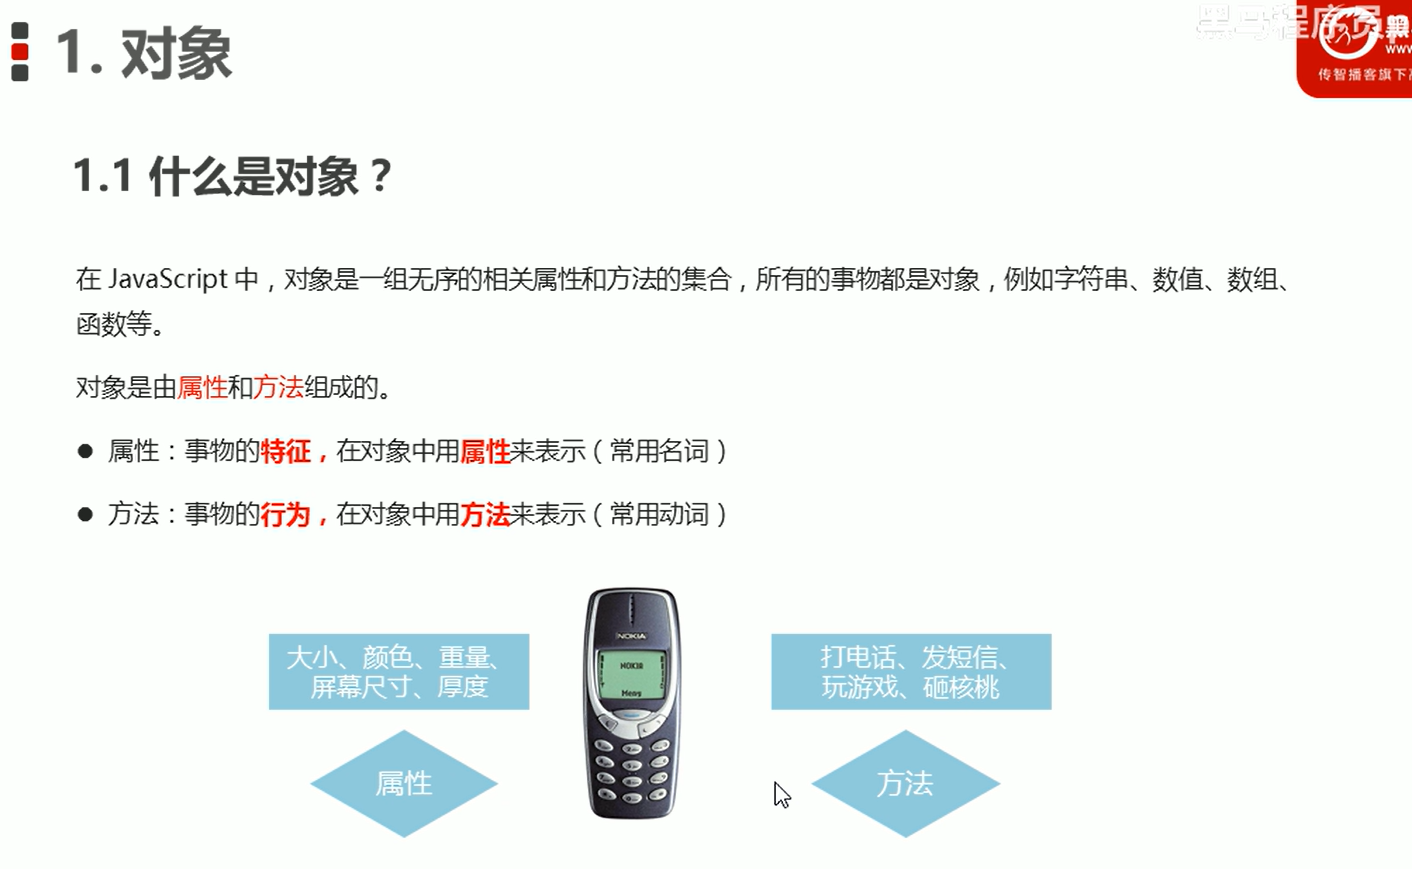 1. 对象
黑马程序员
传智播客旗下
1.1 什么是对象？
在 JavaScript 中，对象是一组无序的相关属性和方法的集合，所有的事物都是对象，例如字符串、数值、数组、
函数等。
对象是由属性和方法组成的。
● 属性：事物的特征，在对象中用属性来表示（常用名词）
● 方法：事物的行为，在对象中用方法来表示（常用动词）
大小、颜色、重量、
屏幕尺寸、厚度
NOKIA
NOKIA
Menu
打电话、发短信、
玩游戏、砸核桃
属性
方法